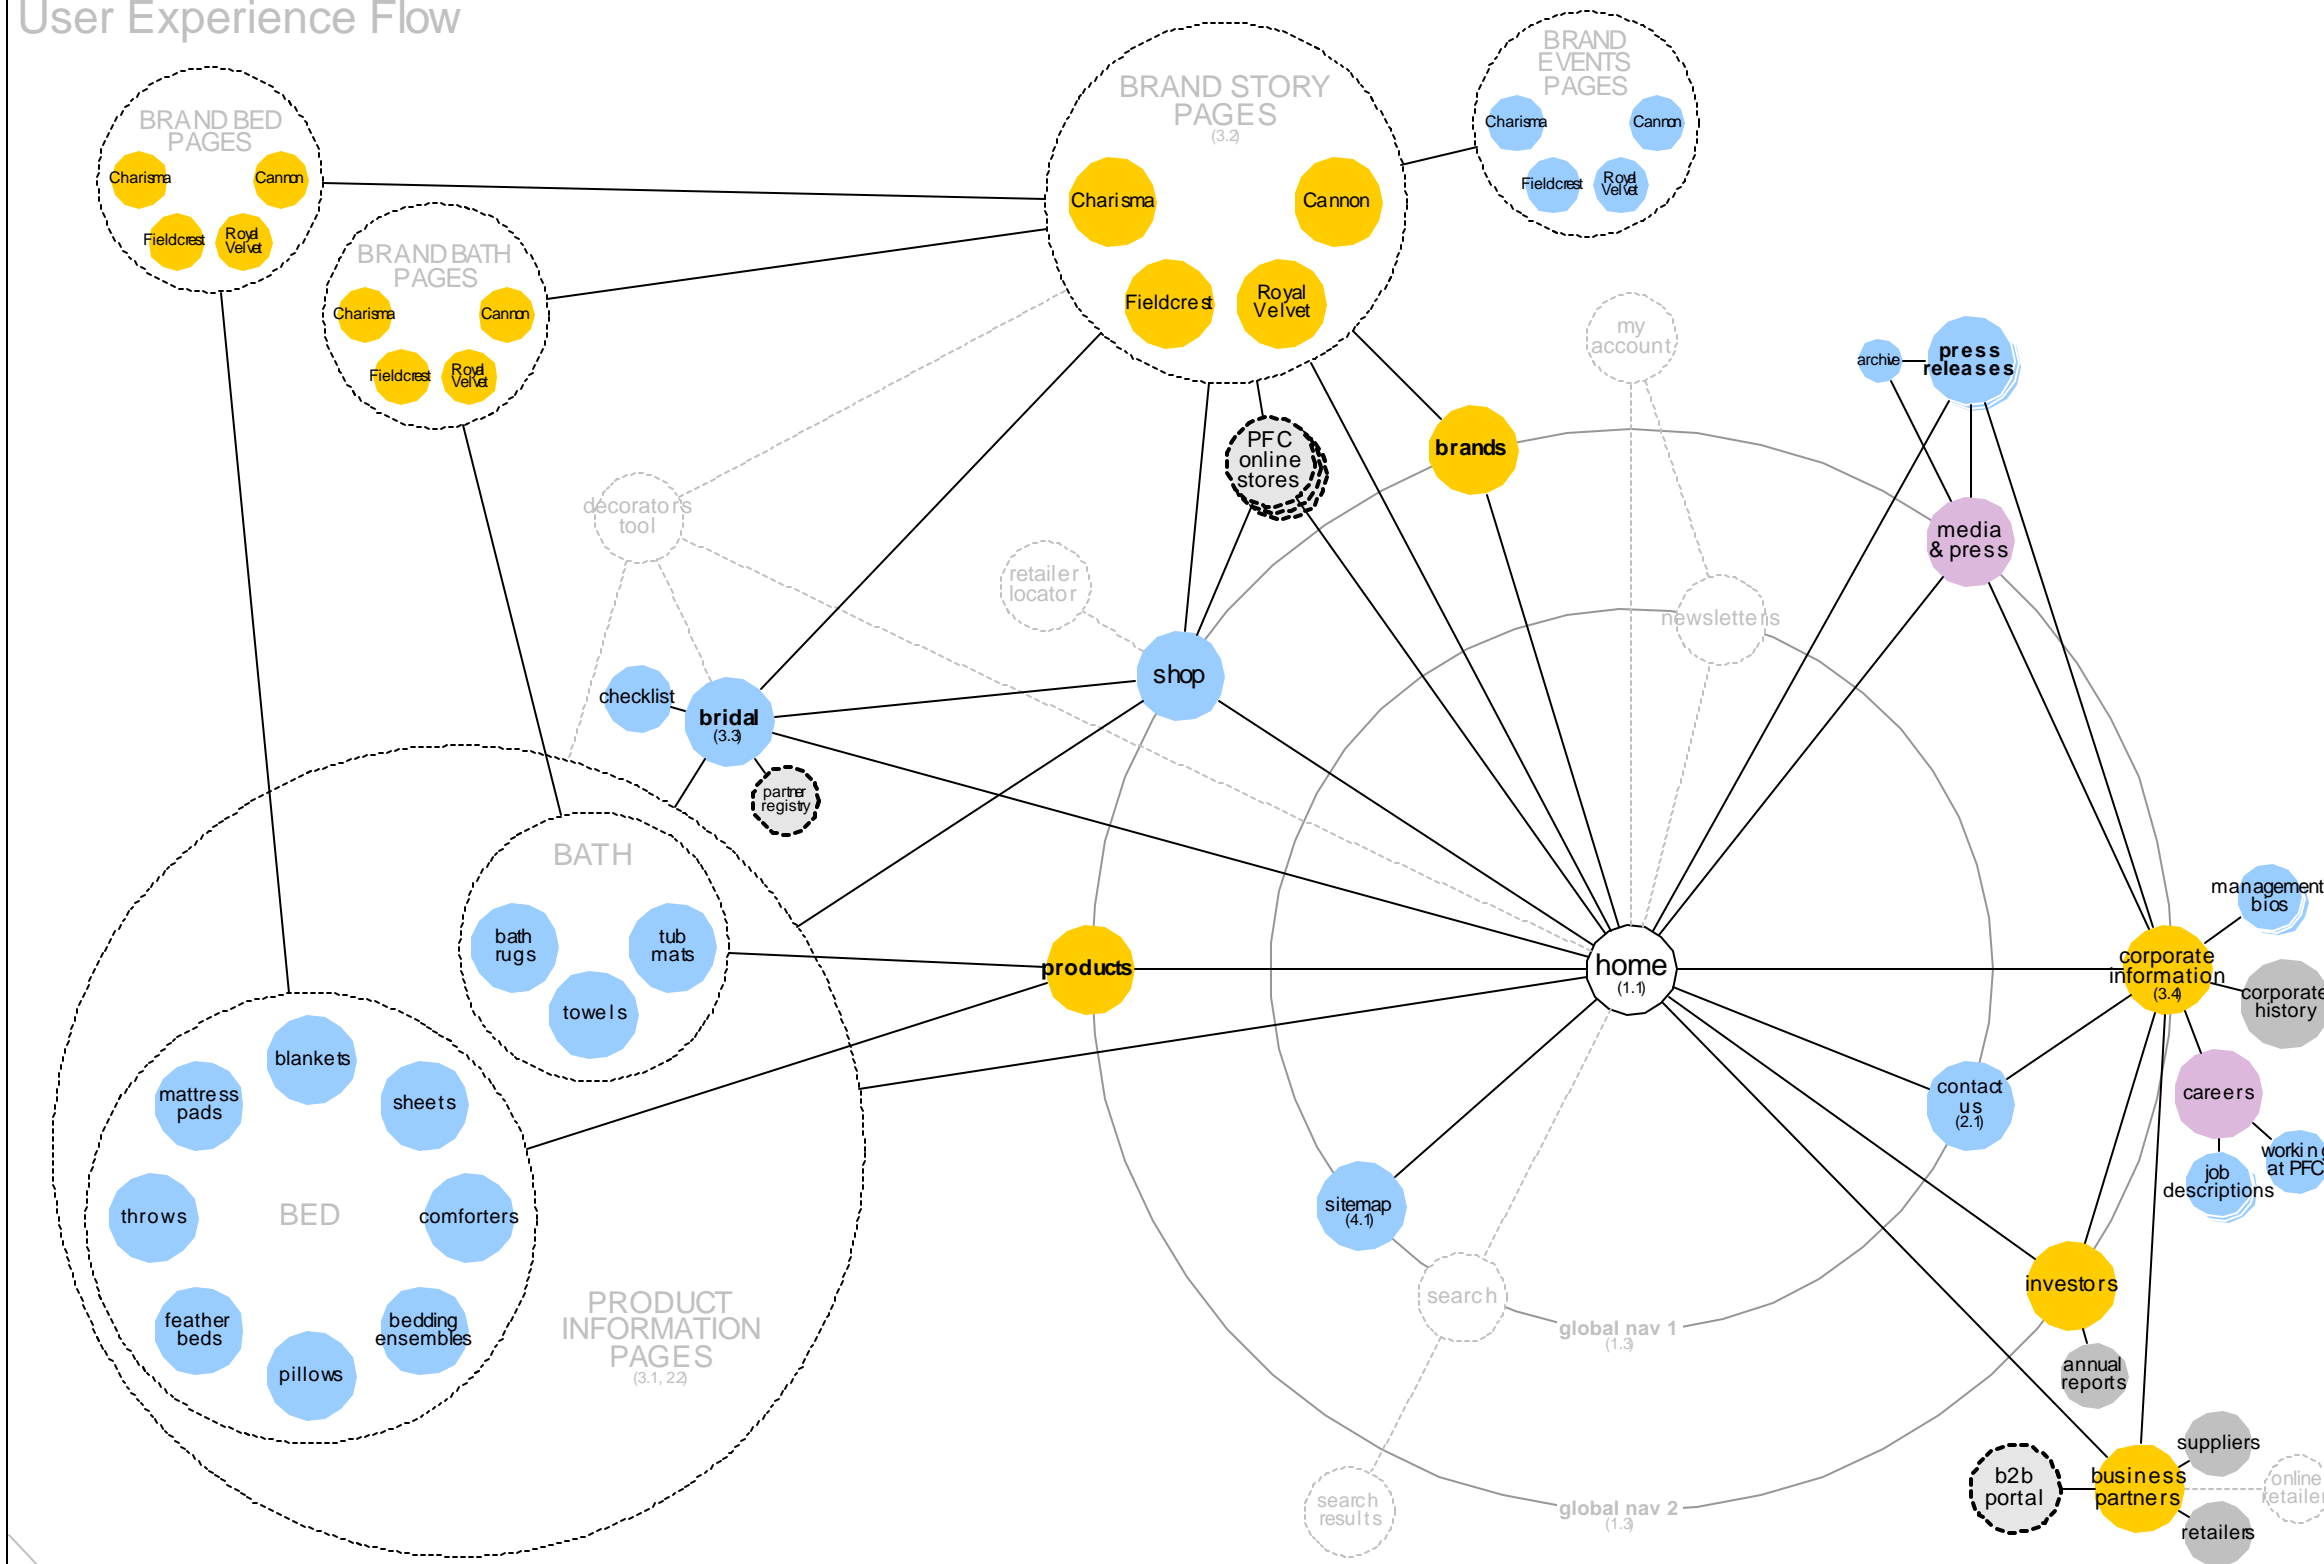 User Experience Flow
BRAND BED
PAGES
Charisma
Cannon
Fieldcrest
Royal
Velvet
BRAND BATH
PAGES
Charisma
Cannon
Fieldcrest
Royal
Velvet
BRAND STORY
PAGES
(3.2)
Charisma
Cannon
Fieldcrest
Royal
Velvet
BRAND
EVENTS
PAGES
Charisma
Cannon
Fieldcrest
Royal
Velvet
my
account
archive
press
releases
PFC
online
stores
brands
decorators
tool
media
& press
retailer
locator
newsletters
checklist
bridal
(3.3)
shop
partner
registry
BATH
bath
rugs
tub
mats
towels
products
home
(1.1)
management
bios
corporate
information
(3.4)
corporate
history
blankets
mattress
pads
sheets
throws
BED
comforters
feather
beds
bedding
ensembles
pillows
PRODUCT
INFORMATION
PAGES
(3.1, 22)
contact
us
(2.1)
careers
working
at PFC
job
descriptions
sitemap
(4.1)
search
investors
global nav 1
(1.3)
annual
reports
suppliers
search
results
global nav 2
(1.3)
b2b
portal
business
partners
online
retailer
retailers